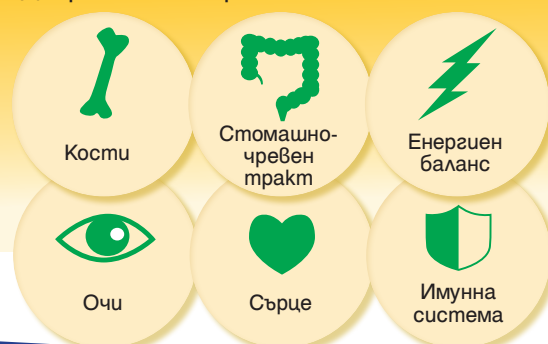 Кости
Стомашно-
чревен
тракт
Енергиен
баланс
Очи
Сърце
Имунна
система